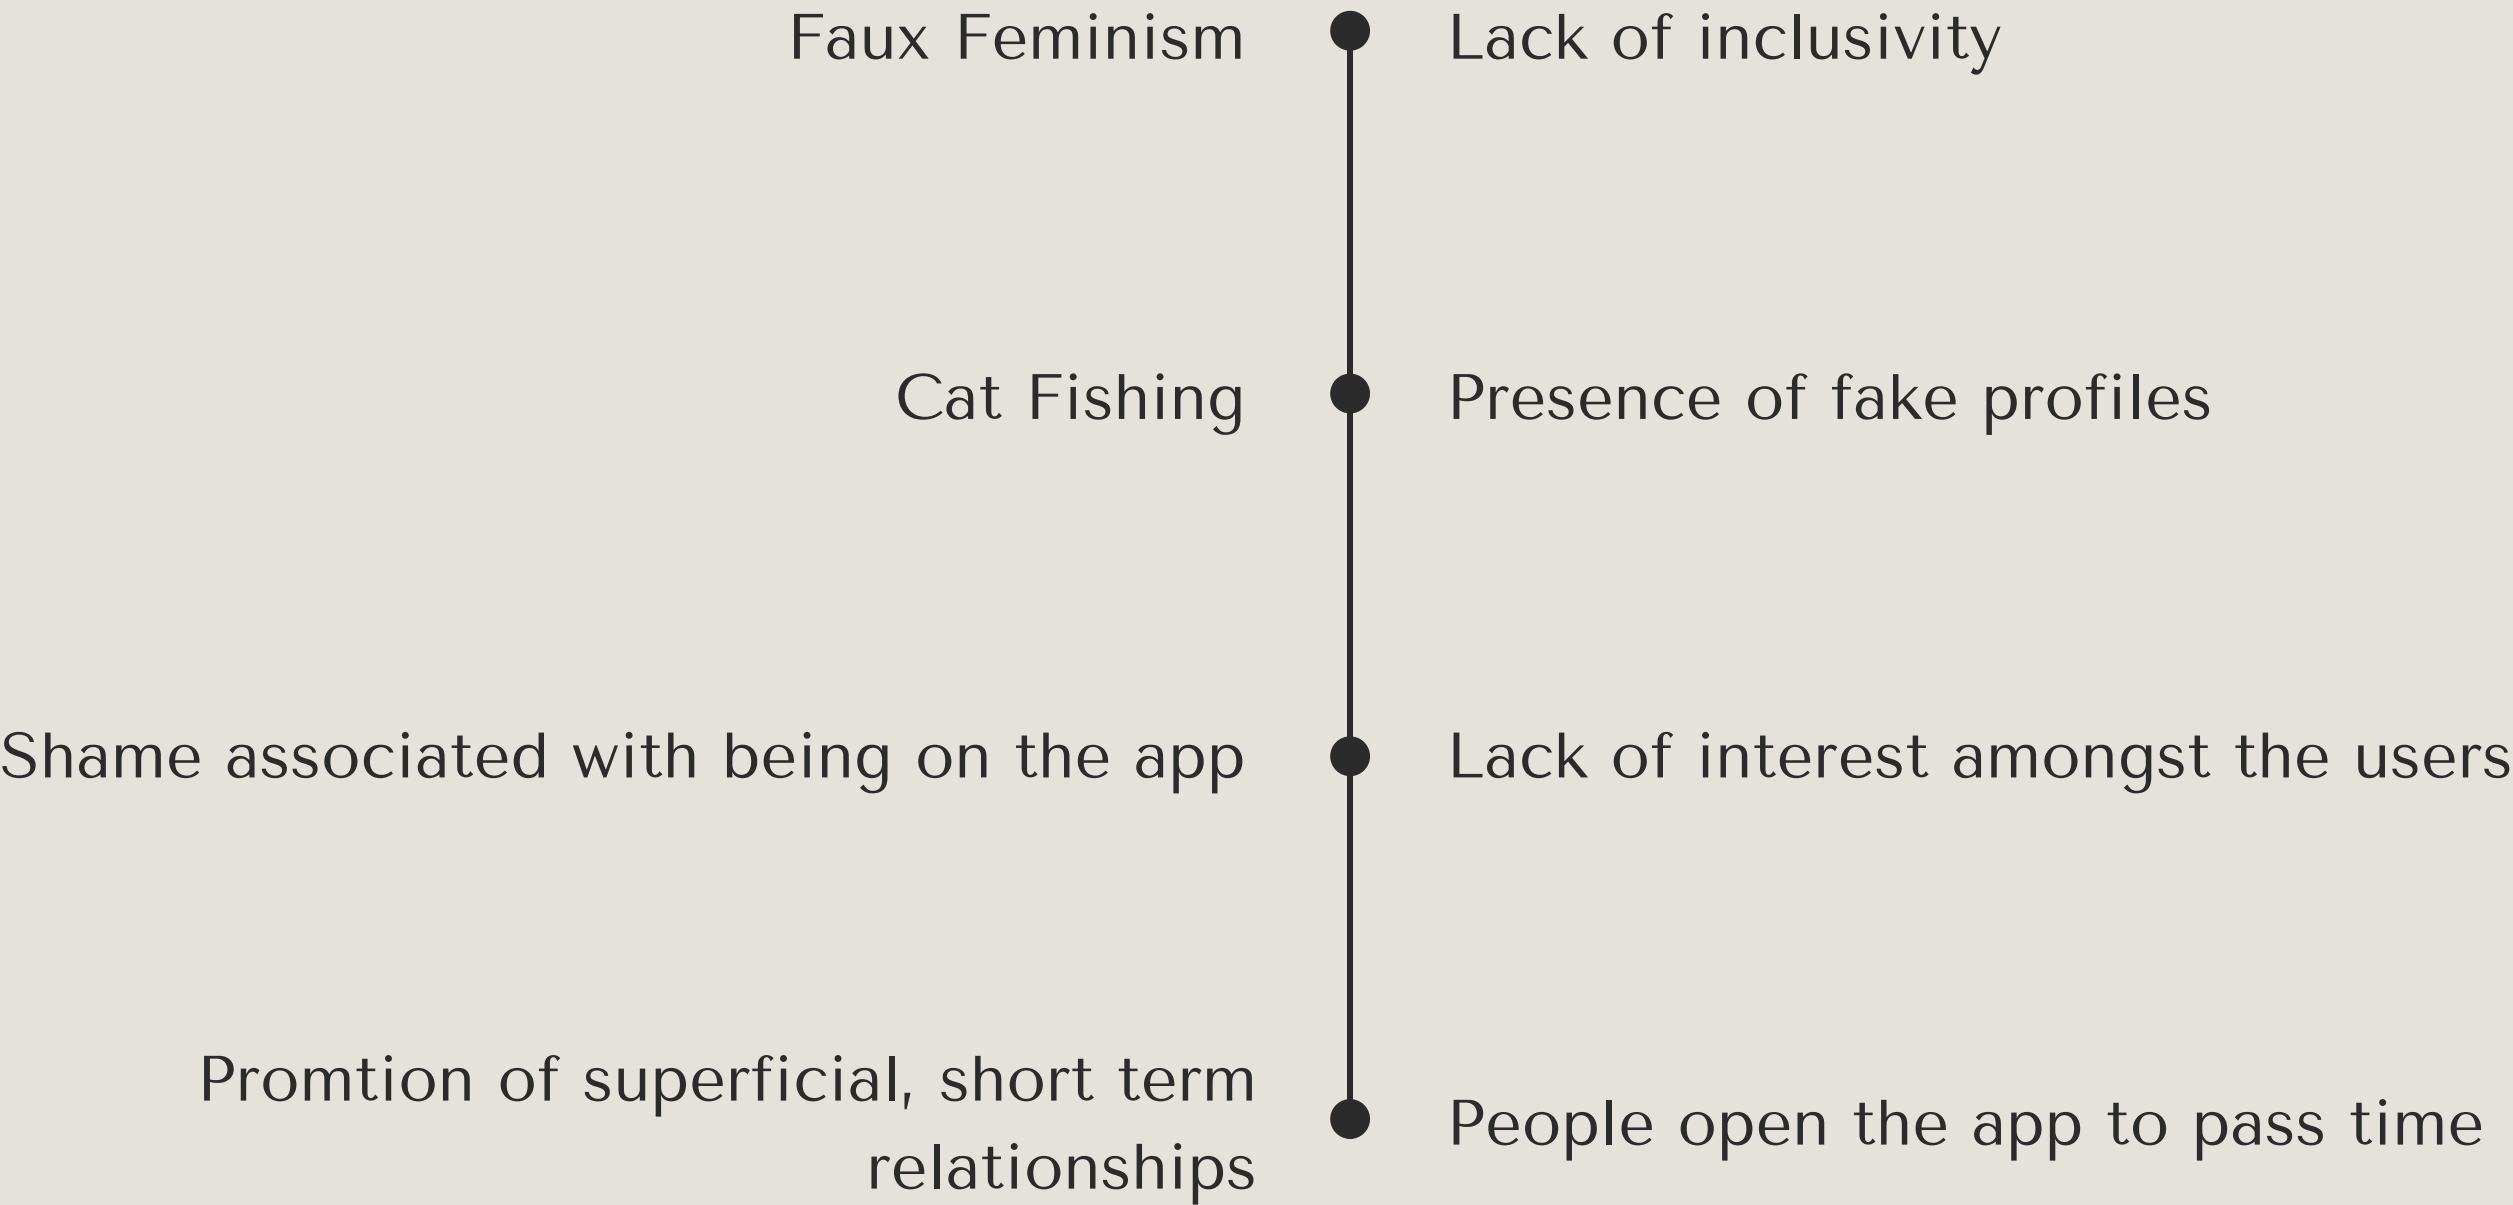 Faux Feminism
Lack of inclusivity
Cat Fishing
Presence of fake profiles
Shame associated with being on the app
Lack of interest amongst the users
Promtion of superficial, short term
relationships
People open the app to pass time